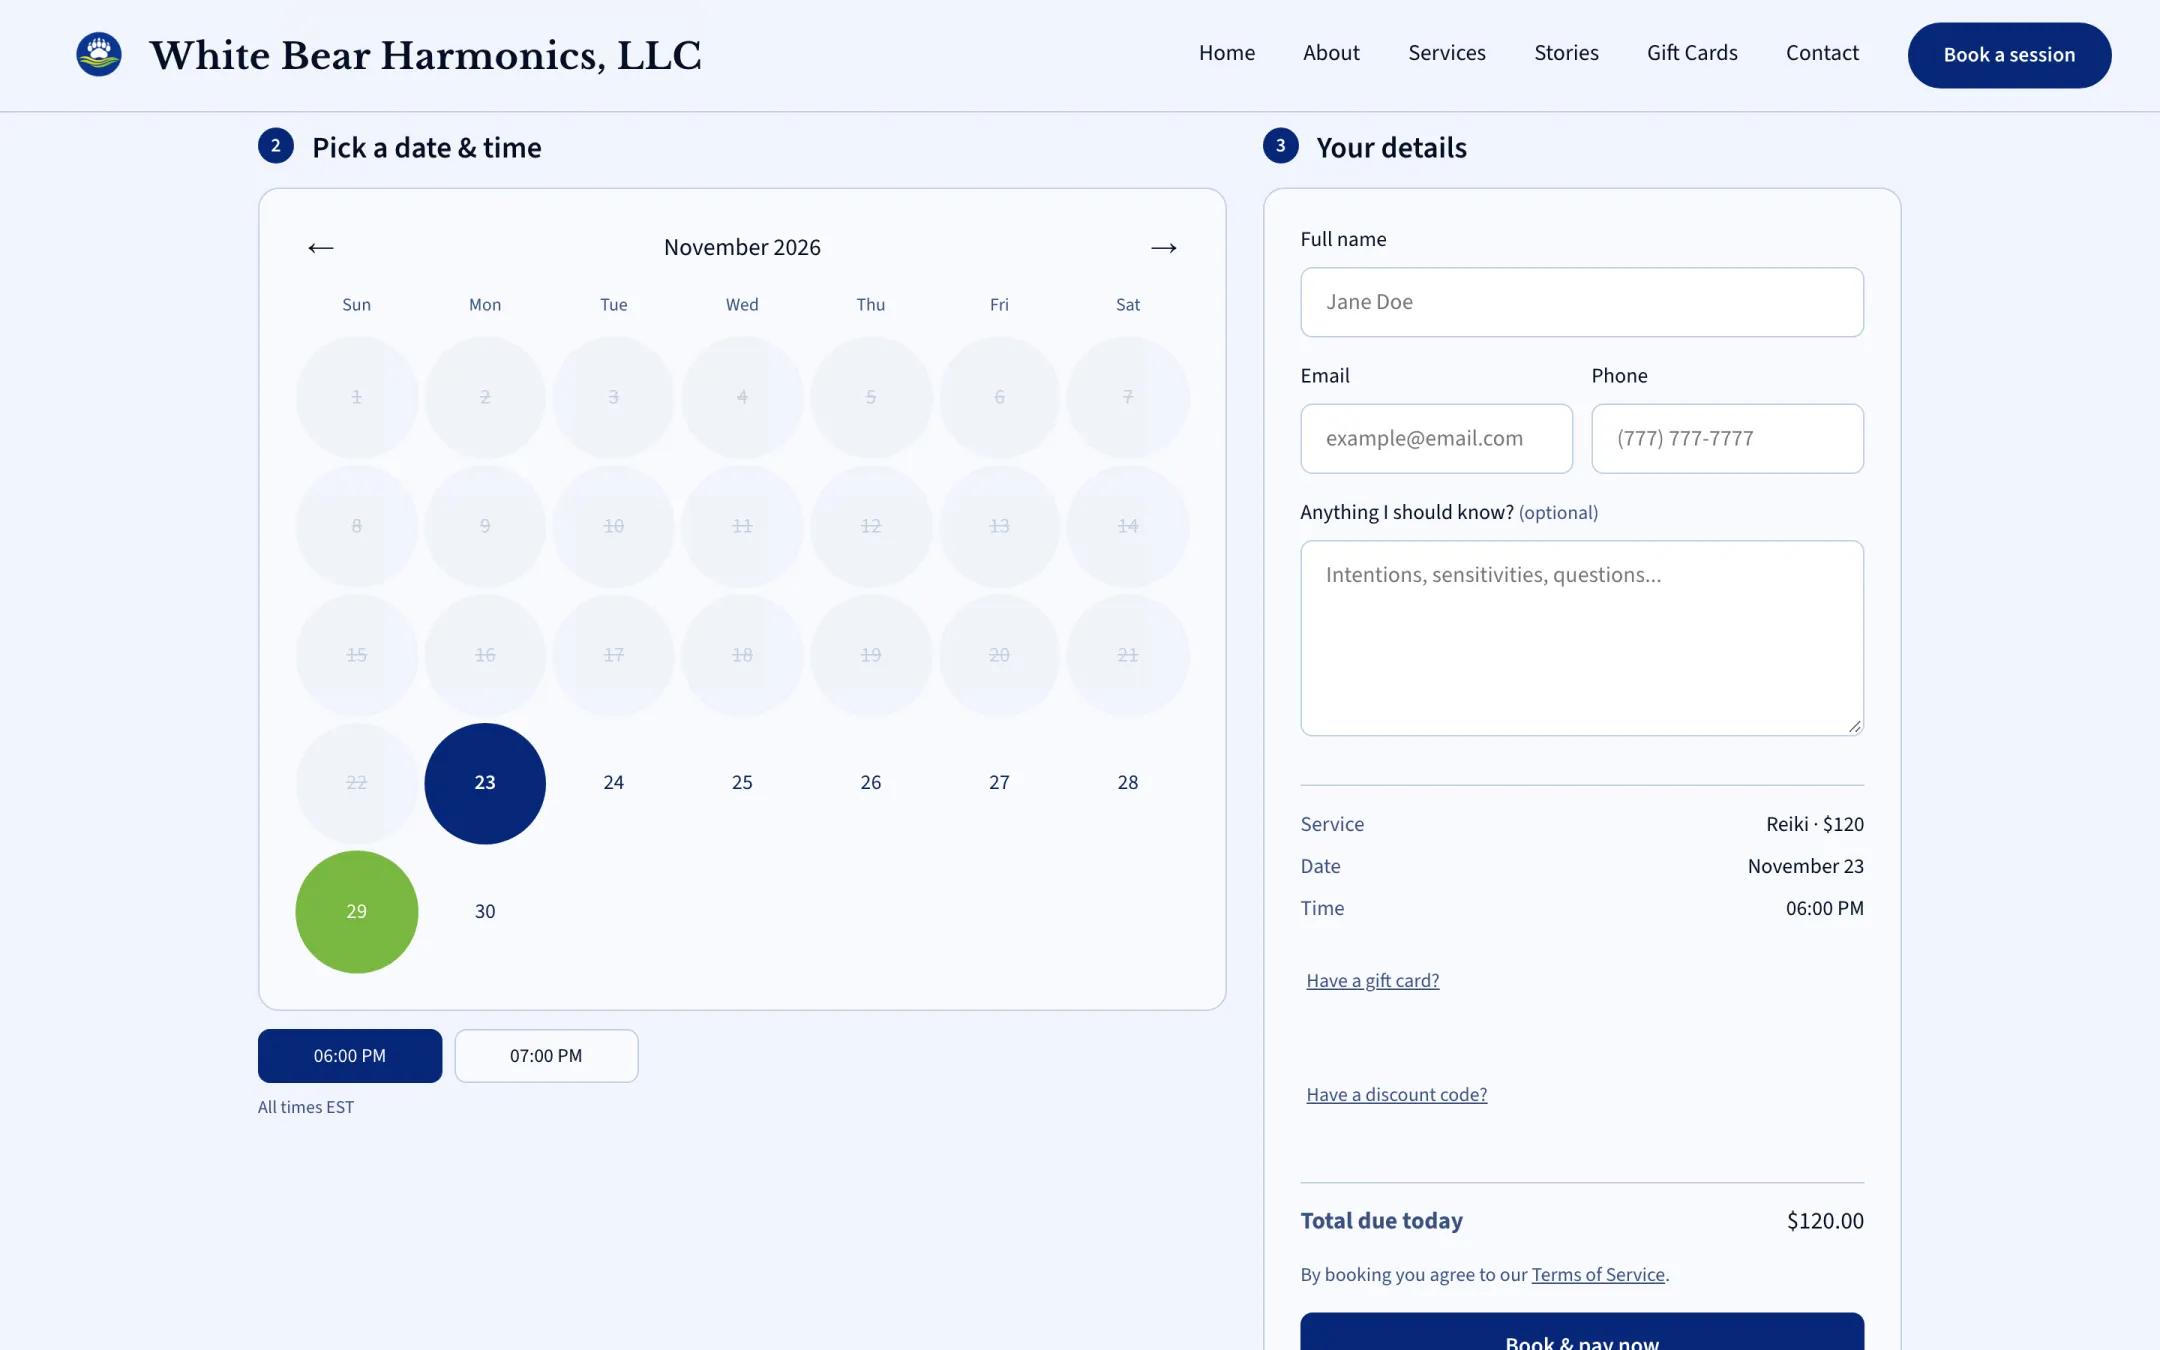 White Bear Harmonics, LLC
Home About Services Stories Gift Cards Contact Book a session
2 Pick a date & time
← November 2026 →
Sun Mon Tue Wed Thu Fri Sat
1 2 3 4 5 6 7
8 9 10 11 12 13 14
15 16 17 18 19 20 21
22 23 24 25 26 27 28
29 30
06:00 PM 07:00 PM
All times EST
3 Your details
Full name
Jane Doe
Email Phone
example@email.com (777) 777-7777
Anything I should know? (optional)
Intentions, sensitivities, questions...
Service Reiki · $120
Date November 23
Time 06:00 PM
Have a gift card?
Have a discount code?
Total due today $120.00
By booking you agree to our Terms of Service.
Book & pay now